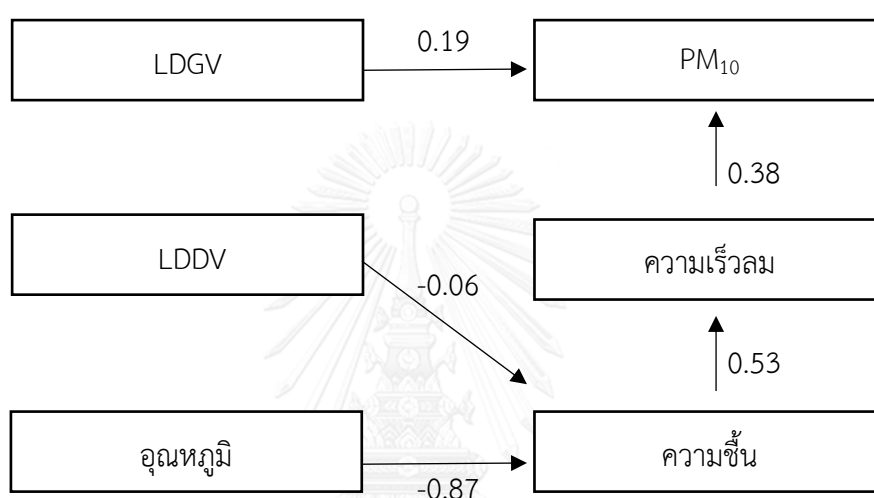 LDGV
0.19
PM₁₀
0.38
LDDV
-0.06
ความเร็วลม
0.53
อุณหภูมิ
-0.87
ความชื้น